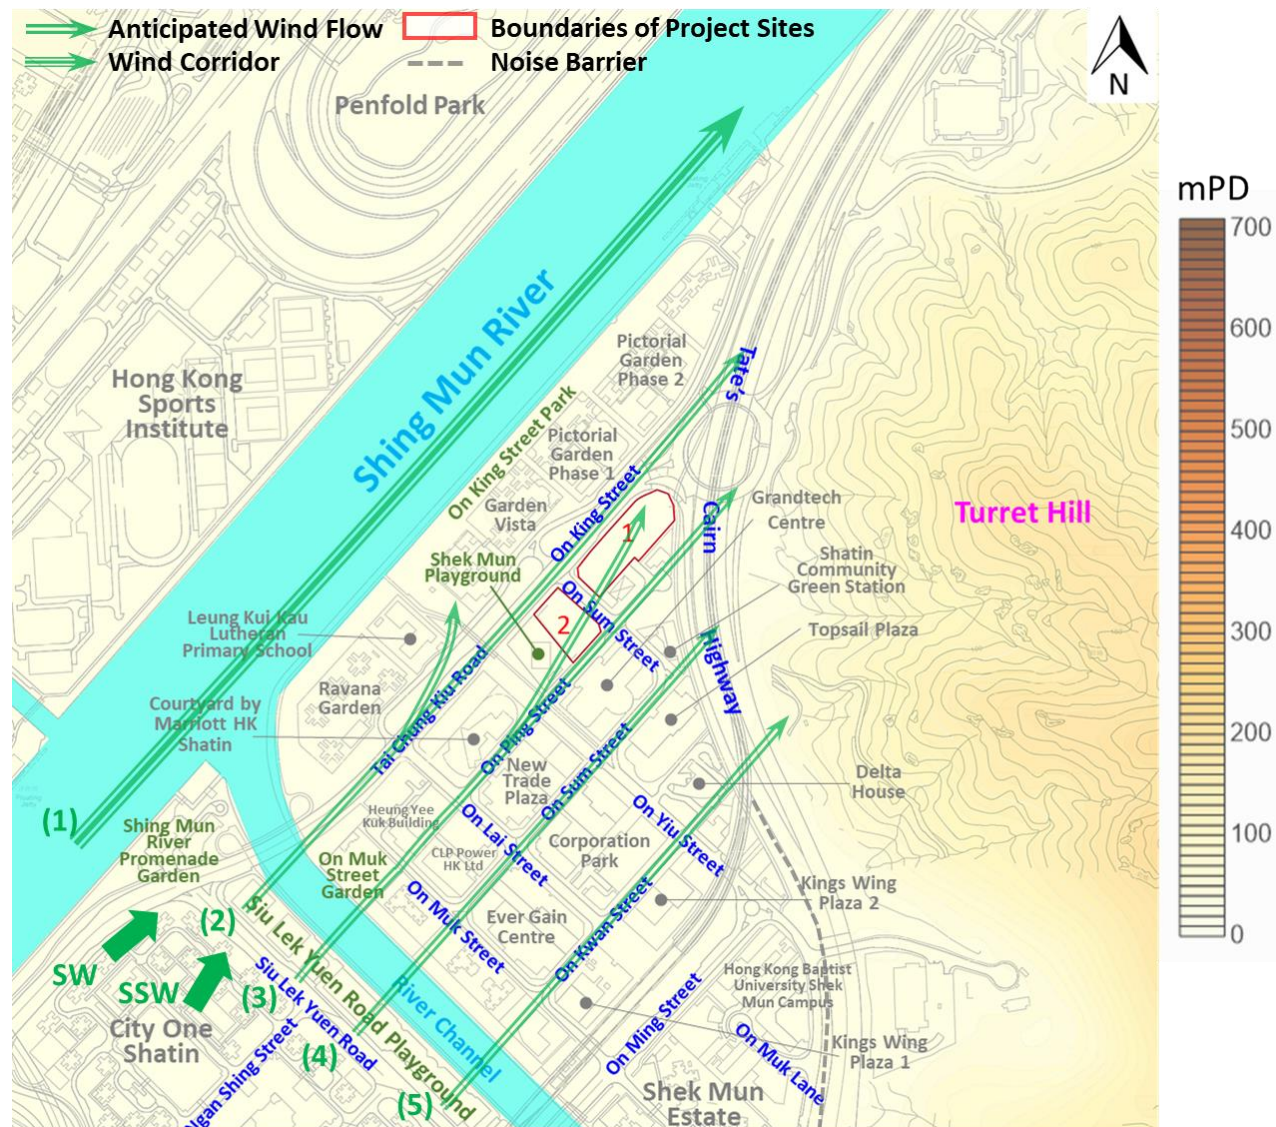 Anticipated Wind Flow
Boundaries of Project Sites
Wind Corridor
Noise Barrier
N
Penfold Park
mPD
700
600
500
400
300
200
100
0
Shing Mun River
Hong Kong
Sports
Institute
Pictorial
Garden
Phase 2
Tate's
Cairn
Highway
On King Street Park
Pictorial
Garden
Phase 1
Garden
Vista
On King Street
Grandtech
Centre
Turret Hill
1
2
Shek Mun
Playground
On Sum Street
Shatin
Community
Green Station
Topsail Plaza
Leung Kui Kau
Lutheran
Primary School
Ravana
Garden
Courtyard by
Marriott HK
Shatin
Tai Chung Kiu Road
On Ping Street
New
Trade
Plaza
On Sum Street
Delta
House
(1)
Shing Mun
River
Promenade
Garden
Heung Yee
Kuk Building
On Muk
Street
Garden
CLP Power
HK Ltd
On Lai Street
Corporation
Park
On Yiu Street
Kings Wing
Plaza 2
On Muk Street
Ever Gain
Centre
On Kwan Street
(2)
SW
SSW
(3)
City One
Shatin
Siu Lek Yuen Road Playground
Siu Lek Yuen Road
River Channel
(4)
(5)
Ngan Shing Street
Hong Kong Baptist
University Shek
Mun Campus
On Ming Street
On Muk Lane
Kings Wing
Plaza 1
Shek Mun
Estate